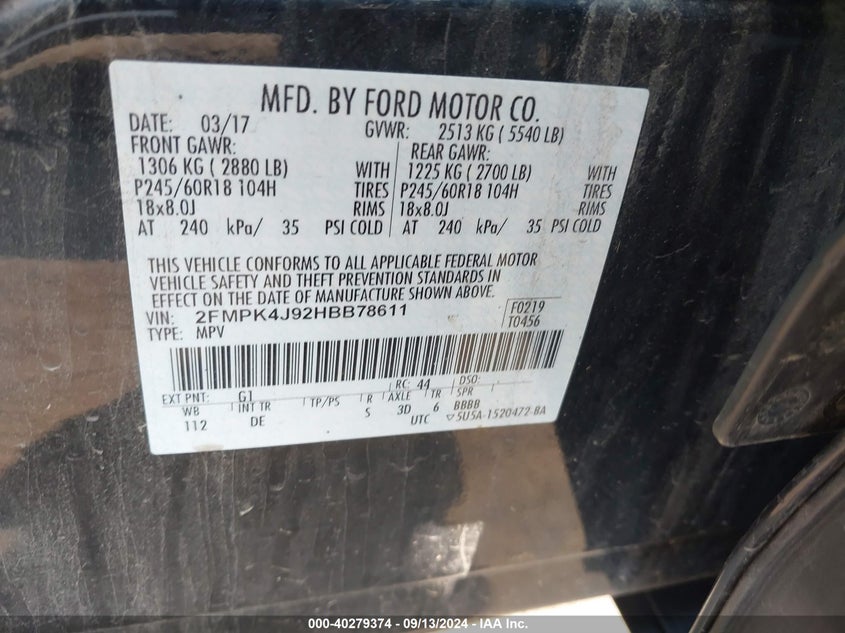 MFD. BY FORD MOTOR CO.
DATE: 03/17 GVWR: 2513 KG ( 5540 LB)
FRONT GAWR: REAR GAWR:
1306 KG ( 2880 LB) WITH 1225 KG ( 2700 LB) WITH
P245/60R18 104H TIRES P245/60R18 104H TIRES
18x8.0J RIMS 18x8.0J RIMS
AT 240 kPa/ 35 PSI COLD AT 240 kPa/ 35 PSI COLD
THIS VEHICLE CONFORMS TO ALL APPLICABLE FEDERAL MOTOR
VEHICLE SAFETY AND THEFT PREVENTION STANDARDS IN
EFFECT ON THE DATE OF MANUFACTURE SHOWN ABOVE.
VIN: 2FMPK4J92HBB78611 F0219
TYPE: MPV T0456
EXT PNT: G1 RC: 44 DSO:
WB INT TR TP/PS R AXLE TR SPR
112 DE S 3D 6 BBBB
UTC ▽5U5A-1520472-BA
000-40279374 - 09/13/2024 - IAA Inc.